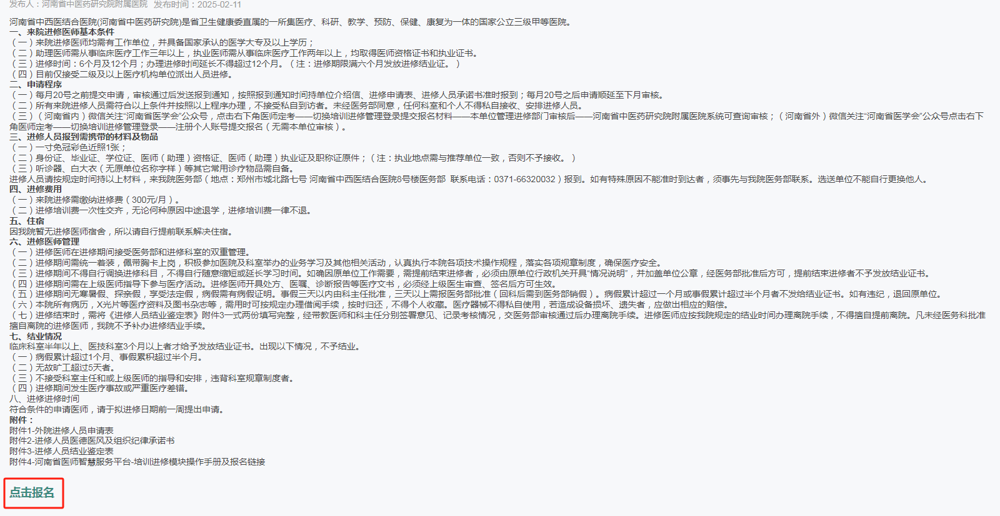 发布人：河南省中医药研究院附属医院 发布时间：2025-02-11
河南省中西医结合医院(河南省中医药研究院)是省卫生健康委直属的一所集医疗、科研、教学、预防、保健、康复为一体的国家公立三级甲等医院。
一、来院进修医师基本条件
（一）来院进修医师均需有工作单位，并具备国家承认的医学大专及以上学历；
（二）助理医师需从事临床医疗工作三年以上，执业医师需从事临床医疗工作两年以上，均取得医师资格证书和执业证书。
（三）进修时间：6个月及12个月；办理进修时间延长不得超过12个月。（注：进修期限满六个月发放进修结业证。）
（四）目前仅接受二级及以上医疗机构单位派出人员进修。
二、申请程序
（一）每月20号之前提交申请，审核通过后发送报到通知，按照报到通知时间持单位介绍信、进修申请表、进修人员承诺书准时报到；每月20号之后申请顺延至下月审核。
（二）所有来院进修人员需符合以上条件并按照以上程序办理，不接受私自到访者。未经医务部同意，任何科室和个人不得私自接收、安排进修人员。
（三）（河南省内）微信关注“河南省医学会”公众号，点击右下角医师定考——切换培训进修管理登录提交报名材料——本单位管理进修部门审核后——河南省中医药研究院附属医院系统可查询审核；（河南省外）微信关注“河南省医学会”公众号点击右下
角医师定考——切换培训进修管理登录——注册个人账号提交报名（无需本单位审核）。
三、进修人员报到需携带的材料及物品
（一）一寸免冠彩色近照1张；
（二）身份证、毕业证、学位证、医师（助理）资格证、医师（助理）执业证及职称证原件；（注：执业地点需与推荐单位一致，否则不予接收。）
（三）听诊器、白大衣（无原单位名称字样）等其它常用诊疗物品需自备。
进修人员请按规定时间持以上材料，来我院医务部（地点：郑州市城北路七号 河南省中西医结合医院8号楼医务部 联系电话：0371-66320032）报到。如有特殊原因不能准时到达者，须事先与我院医务部联系。选送单位不能自行更换他人。
四、进修费用
（一）来院进修需缴纳进修费（300元/月）。
（二）进修培训费一次性交齐，无论何种原因中途退学，进修培训费一律不退。
五、住宿
因我院暂无进修医师宿舍，所以请自行提前联系解决住宿。
六、进修医师管理
（一）进修医师在进修期间接受医务部和进修科室的双重管理。
（二）进修期间需统一着装，佩带胸卡上岗，积极参加医院及科室举办的业务学习及其他相关活动，认真执行本院各项技术操作规程，落实各项规章制度，确保医疗安全。
（三）进修期间不得自行调换进修科目，不得自行随意缩短或延长学习时间。如确因原单位工作需要，需提前结束进修者，必须由原单位行政机关开具“情况说明”，并加盖单位公章，经医务部批准后方可，提前结束进修者不予发放结业证书。
（四）进修期间需在上级医师指导下参与医疗活动。进修医师开具处方、医嘱、诊断报告等医疗文书，必须经上级医生审查、签名后方可生效。
（五）进修期间无寒暑假、探亲假，享受法定假，病假需有病假证明。事假三天以内由科主任批准，三天以上需报医务部批准（回科后需到医务部销假）。病假累计超过一个月或事假累计超过半个月者不发给结业证书。如有违纪，退回原单位。
（六）本院所有病历，X光片等医疗资料及图书杂志等，需用时可按规定办理借阅手续，按时归还，不得个人收藏。医疗器械不得私自使用，若造成设备损坏、遗失者，应做出相应的赔偿。
（七）进修结束时，需将《进修人员结业鉴定表》附件3一式两份填写完整，经带教医师和科主任分别签署意见、记录考核情况，交医务部审核通过后办理离院手续。进修医师应按我院规定的结业时间办理离院手续，不得擅自提前离院。凡未经医务科批准
擅自离院的进修医师，我院不予补办进修结业手续。
七、结业情况
临床科室半年以上、医技科室3个月以上者才给予发放结业证书。出现以下情况，不予结业。
（一）病假累计超过1个月、事假累积超过半个月。
（二）无故旷工超过5天者。
（三）不接受科室主任和或上级医师的指导和安排，违背科室规章制度者。
（四）进修期间发生医疗事故或严重医疗差错。
八、进修进修时间
符合条件的申请医师，请于拟进修日期前一周提出申请。
附件：
附件1-外院进修人员申请表
附件2-进修人员医德医风及组织纪律承诺书
附件3-进修人员结业鉴定表
附件4-河南省医师智慧服务平台-培训进修模块操作手册及报名链接
点击报名